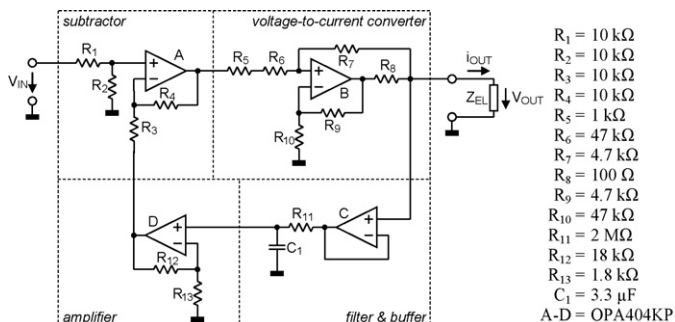 subtractor
voltage-to-current converter
R1
A
R2
R4
R3
VIN
R5
R6
R7
B
R8
R9
R10
iOUT
ZEL
VOUT
D
R12
R13
R11
C
C1
amplifier
filter & buffer
R1 = 10 kΩ
R2 = 10 kΩ
R3 = 10 kΩ
R4 = 10 kΩ
R5 = 1 kΩ
R6 = 47 kΩ
R7 = 4.7 kΩ
R8 = 100 Ω
R9 = 4.7 kΩ
R10 = 47 kΩ
R11 = 2 MΩ
R12 = 18 kΩ
R13 = 1.8 kΩ
C1 = 3.3 µF
A-D = OPA404KP